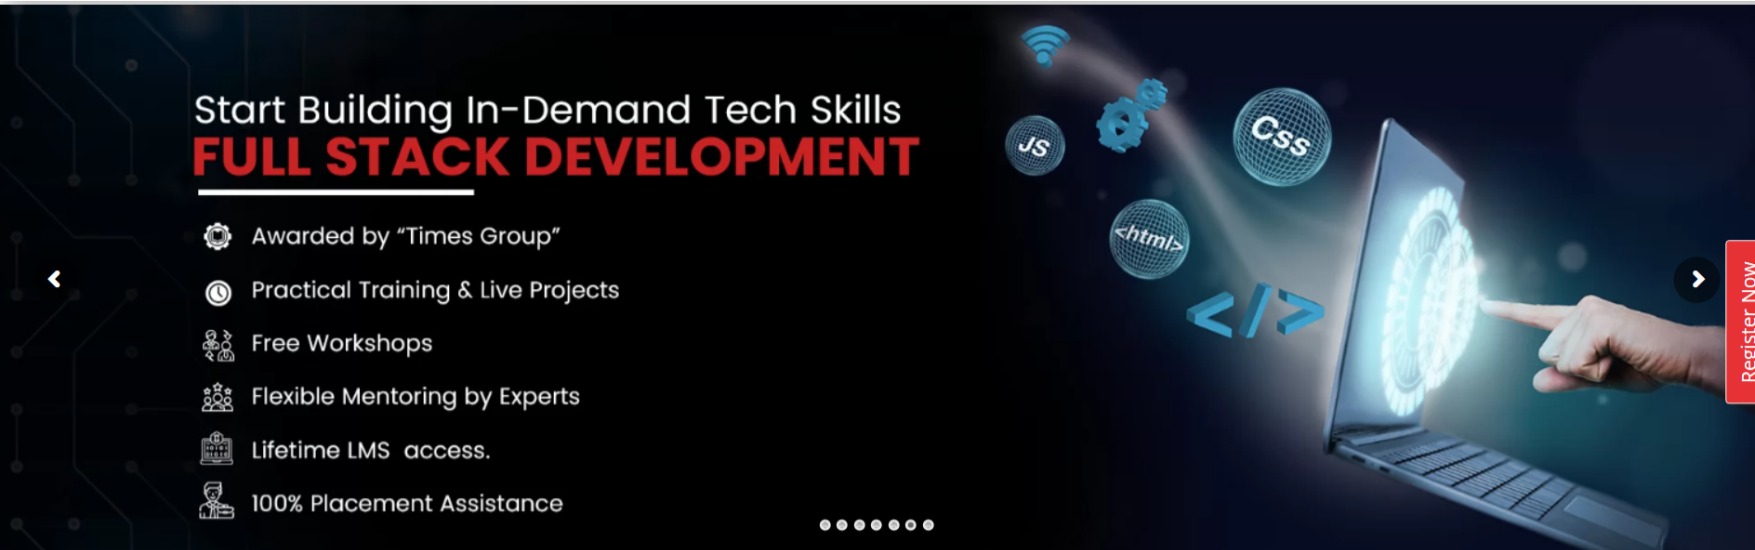 Start Building In-Demand Tech Skills
FULL STACK DEVELOPMENT
Awarded by “Times Group”
Practical Training & Live Projects
Free Workshops
Flexible Mentoring by Experts
Lifetime LMS access.
100% Placement Assistance
JS
Css
<html>
</>
Register Now